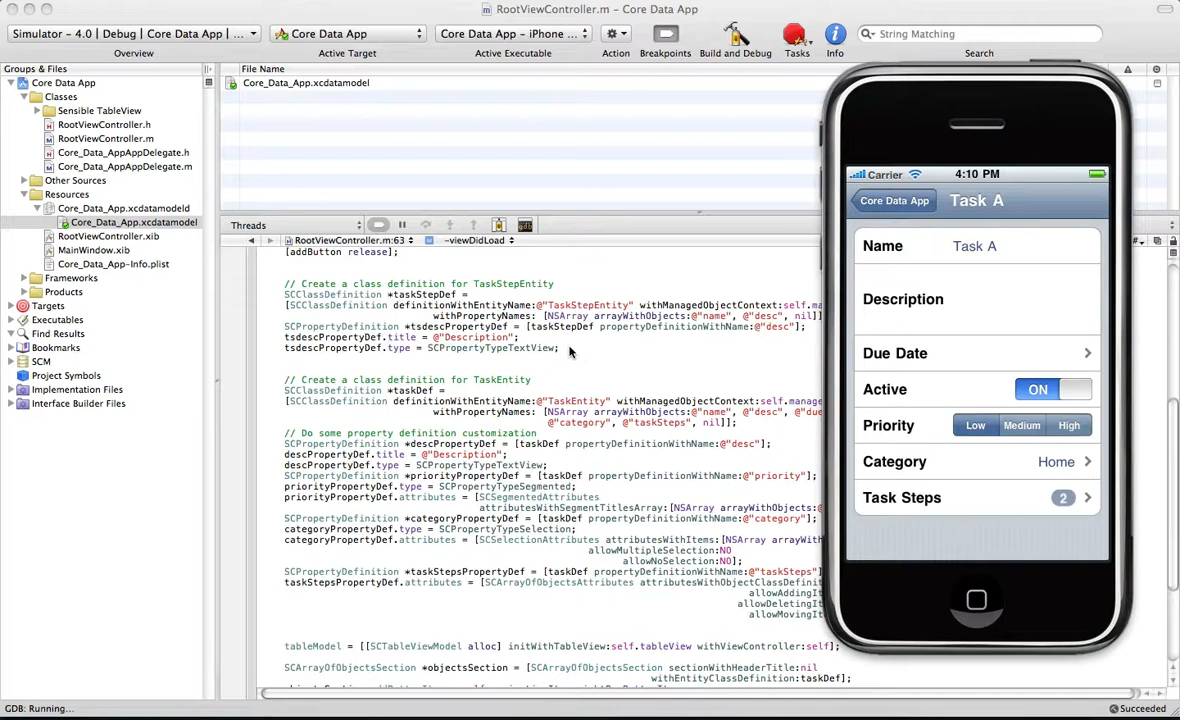 RootViewController.m – Core Data App
Simulator - 4.0 | Debug | Core Data App | ...
Core Data App
Core Data App - iPhone ...
String Matching
Overview
Active Target
Active Executable
Action
Breakpoints
Build and Debug
Tasks
Info
Search
Groups & Files
File Name
Core Data App
Core_Data_App.xcdatamodel
Classes
Sensible TableView
RootViewController.h
RootViewController.m
Core_Data_AppAppDelegate.h
Core_Data_AppAppDelegate.m
Other Sources
Resources
Core_Data_App.xcdatamodeld
Core_Data_App.xcdatamodel
RootViewController.xib
MainWindow.xib
Core_Data_App-Info.plist
Frameworks
Products
Targets
Executables
Find Results
Bookmarks
SCM
Project Symbols
Implementation Files
Interface Builder Files
Threads
RootViewController.m:63
-viewDidLoad
[addButton release];
// Create a class definition for TaskStepEntity
SCClassDefinition *taskStepDef =
[SCClassDefinition definitionWithEntityName:@"TaskStepEntity" withManagedObjectContext:self.ma
withPropertyNames: [NSArray arrayWithObjects:@"name", @"desc", nil]]
SCPropertyDefinition *tsdescPropertyDef = [taskStepDef propertyDefinitionWithName:@"desc"];
tsdescPropertyDef.title = @"Description";
tsdescPropertyDef.type = SCPropertyTypeTextView;
// Create a class definition for TaskEntity
SCClassDefinition *taskDef =
[SCClassDefinition definitionWithEntityName:@"TaskEntity" withManagedObjectContext:self.manage
withPropertyNames: [NSArray arrayWithObjects:@"name", @"desc", @"due
@"category", @"taskSteps", nil]];
// Do some property definition customization
SCPropertyDefinition *descPropertyDef = [taskDef propertyDefinitionWithName:@"desc"];
descPropertyDef.title = @"Description";
descPropertyDef.type = SCPropertyTypeTextView;
SCPropertyDefinition *priorityPropertyDef = [taskDef propertyDefinitionWithName:@"priority"];
priorityPropertyDef.type = SCPropertyTypeSegmented;
priorityPropertyDef.attributes = [SCSegmentedAttributes
attributesWithSegmentTitlesArray:[NSArray arrayWithObjects:@
SCPropertyDefinition *categoryPropertyDef = [taskDef propertyDefinitionWithName:@"category"];
categoryPropertyDef.type = SCPropertyTypeSelection;
categoryPropertyDef.attributes = [SCSelectionAttributes attributesWithItems:[NSArray arrayWith
allowMultipleSelection:NO
allowNoSelection:NO];
SCPropertyDefinition *taskStepsPropertyDef = [taskDef propertyDefinitionWithName:@"taskSteps"]
taskStepsPropertyDef.attributes = [SCArrayOfObjectsAttributes attributesWithObjectClassDefinit
allowAddingIt
allowDeletingIt
allowMovingIt
tableModel = [[SCTableViewModel alloc] initWithTableView:self.tableView withViewController:self];
SCArrayOfObjectsSection *objectsSection = [SCArrayOfObjectsSection sectionWithHeaderTitle:nil
withEntityClassDefinition:taskDef];
Carrier
4:10 PM
Core Data App
Task A
Name
Task A
Description
Due Date
Active
ON
Priority
Low
Medium
High
Category
Home
Task Steps
2
GDB: Running...
Succeeded